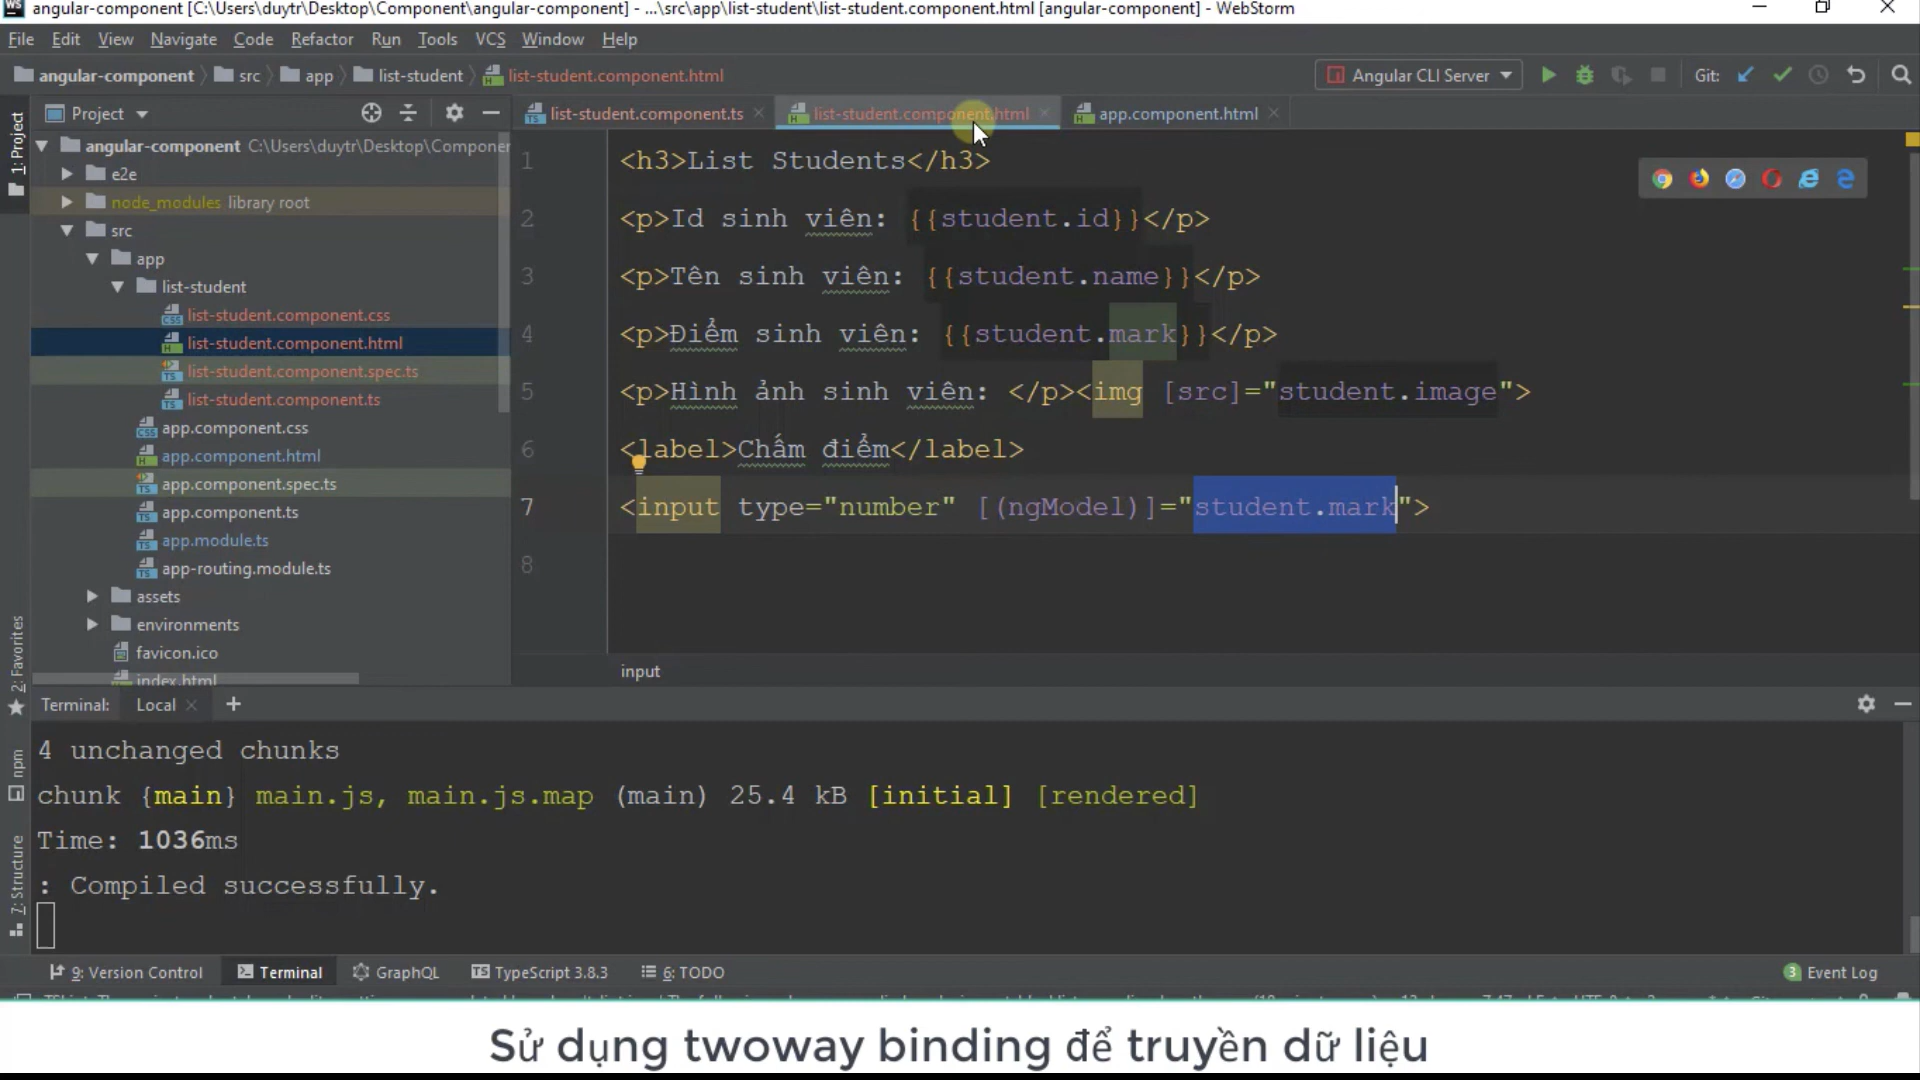 angular-component [C:\Users\duytr\Desktop\Component\angular-component] - ...\src\app\list-student\list-student.component.html [angular-component] - WebStorm
File Edit View Navigate Code Refactor Run Tools VCS Window Help
angular-component src app list-student list-student.component.html Angular CLI Server Git:
1: Project
Project
list-student.component.ts list-student.component.html app.component.html
angular-component C:\Users\duytr\Desktop\Componen
e2e
node_modules library root
src
app
list-student
list-student.component.css
list-student.component.html
list-student.component.spec.ts
list-student.component.ts
app.component.css
app.component.html
app.component.spec.ts
app.component.ts
app.module.ts
app-routing.module.ts
assets
environments
favicon.ico
index.html
1 <h3>List Students</h3>
2 <p>Id sinh viên: {{student.id}}</p>
3 <p>Tên sinh viên: {{student.name}}</p>
4 <p>Điểm sinh viên: {{student.mark}}</p>
5 <p>Hình ảnh sinh viên: </p><img [src]="student.image">
6 <label>Chấm điểm</label>
7 <input type="number" [(ngModel)]="student.mark">
8
input
2: Favorites
npm
7: Structure
Terminal: Local
4 unchanged chunks
chunk {main} main.js, main.js.map (main) 25.4 kB [initial] [rendered]
Time: 1036ms
: Compiled successfully.
9: Version Control Terminal GraphQL TypeScript 3.8.3 6: TODO 3 Event Log
Sử dụng twoway binding để truyền dữ liệu